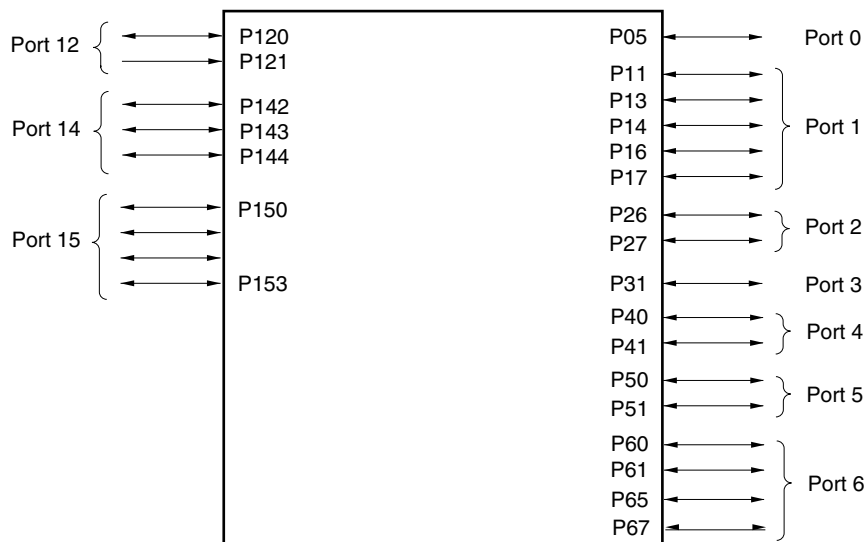 Port 12
P120
P121
Port 14
P142
P143
P144
Port 15
P150
P153
P05
Port 0
P11
P13
P14
P16
P17
Port 1
P26
P27
Port 2
P31
Port 3
P40
P41
Port 4
P50
P51
Port 5
P60
P61
P65
P67
Port 6